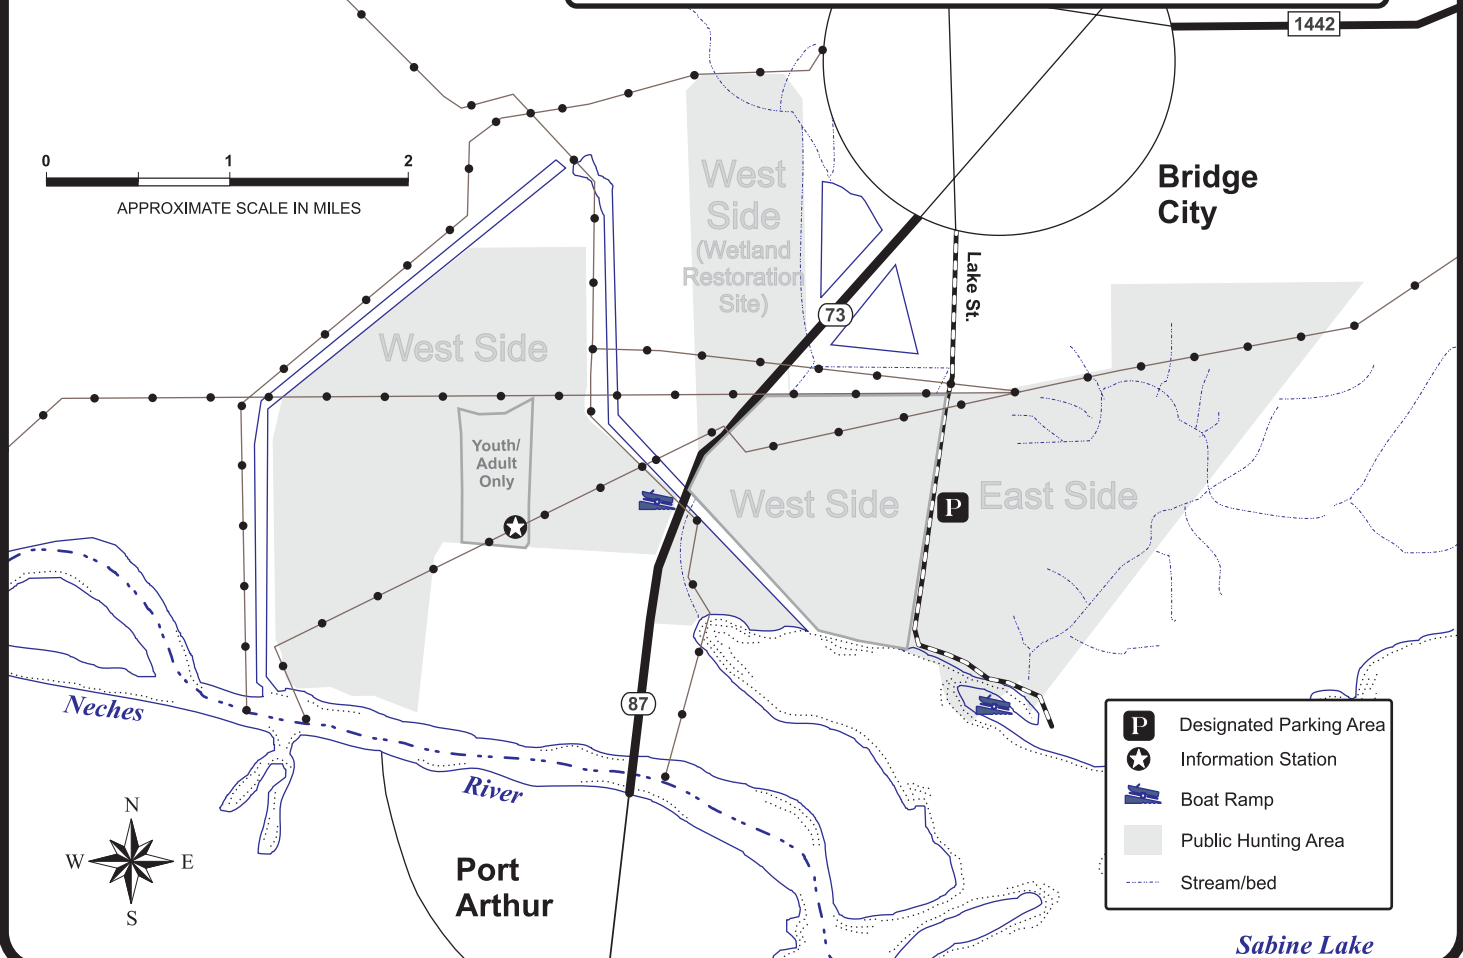 1442
0 1 2
APPROXIMATE SCALE IN MILES
Bridge
City
West
Side
(Wetland
Restoration
Site)
Lake St.
73
West Side
Youth/
Adult
Only
West Side
P
East Side
87
Neches
River
N
W E
S
Port
Arthur
P Designated Parking Area
Information Station
Boat Ramp
Public Hunting Area
Stream/bed
Sabine Lake